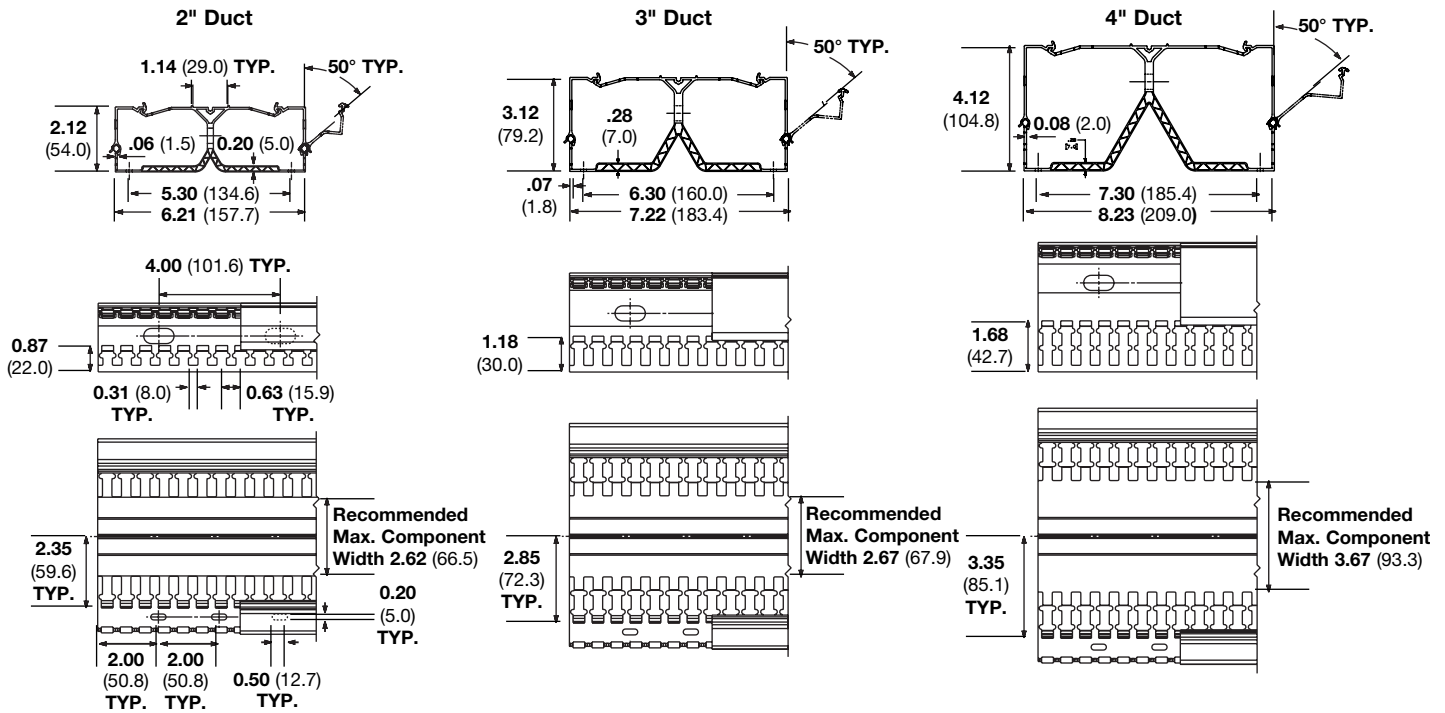 2" Duct
1.14 (29.0) TYP.
50° TYP.
2.12
(54.0)
.06 (1.5)
0.20 (5.0)
5.30 (134.6)
6.21 (157.7)
4.00 (101.6) TYP.
0.87
(22.0)
0.31 (8.0)
TYP.
0.63 (15.9)
TYP.
Recommended
Max. Component
Width 2.62 (66.5)
2.35
(59.6)
TYP.
0.20
(5.0)
TYP.
2.00
(50.8)
TYP.
2.00
(50.8)
TYP.
0.50 (12.7)
TYP.
3" Duct
50° TYP.
3.12
(79.2)
.28
(7.0)
.07
(1.8)
6.30 (160.0)
7.22 (183.4)
1.18
(30.0)
Recommended
Max. Component
Width 2.67 (67.9)
2.85
(72.3)
TYP.
4" Duct
50° TYP.
4.12
(104.8)
0.08 (2.0)
7.30 (185.4)
8.23 (209.0)
1.68
(42.7)
Recommended
Max. Component
Width 3.67 (93.3)
3.35
(85.1)
TYP.